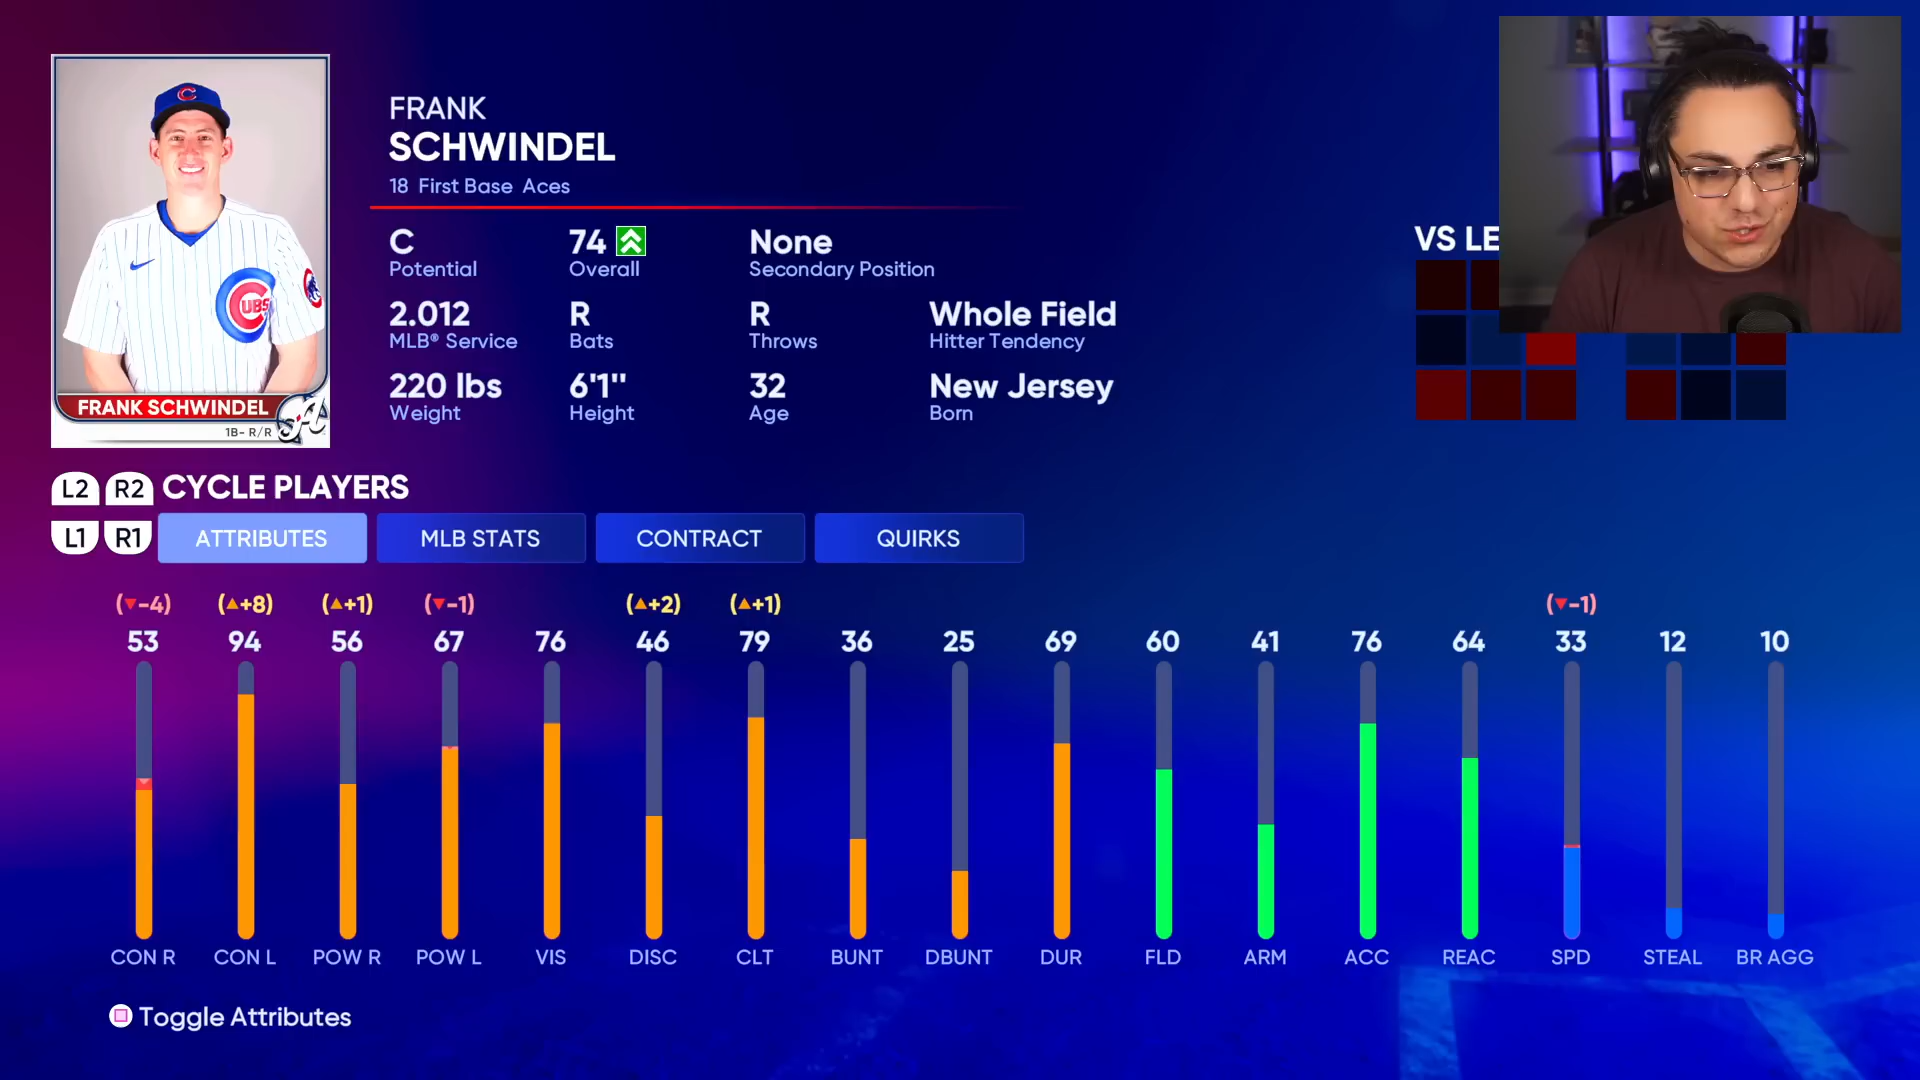 FRANK
SCHWINDEL
18 First Base Aces
C 74 None
Potential Overall Secondary Position
2.012 R R Whole Field
MLB® Service Bats Throws Hitter Tendency
220 lbs 6'1" 32 New Jersey
Weight Height Age Born
VS LE
C
CUBS
FRANK SCHWINDEL
1B- R/R
A
L2 R2 CYCLE PLAYERS
L1 R1 ATTRIBUTES MLB STATS CONTRACT QUIRKS
(▼-4) (▲+8) (▲+1) (▼-1) (▲+2) (▲+1) (▼-1)
53 94 56 67 76 46 79 36 25 69 60 41 76 64 33 12 10
CON R CON L POW R POW L VIS DISC CLT BUNT DBUNT DUR FLD ARM ACC REAC SPD STEAL BR AGG
Toggle Attributes